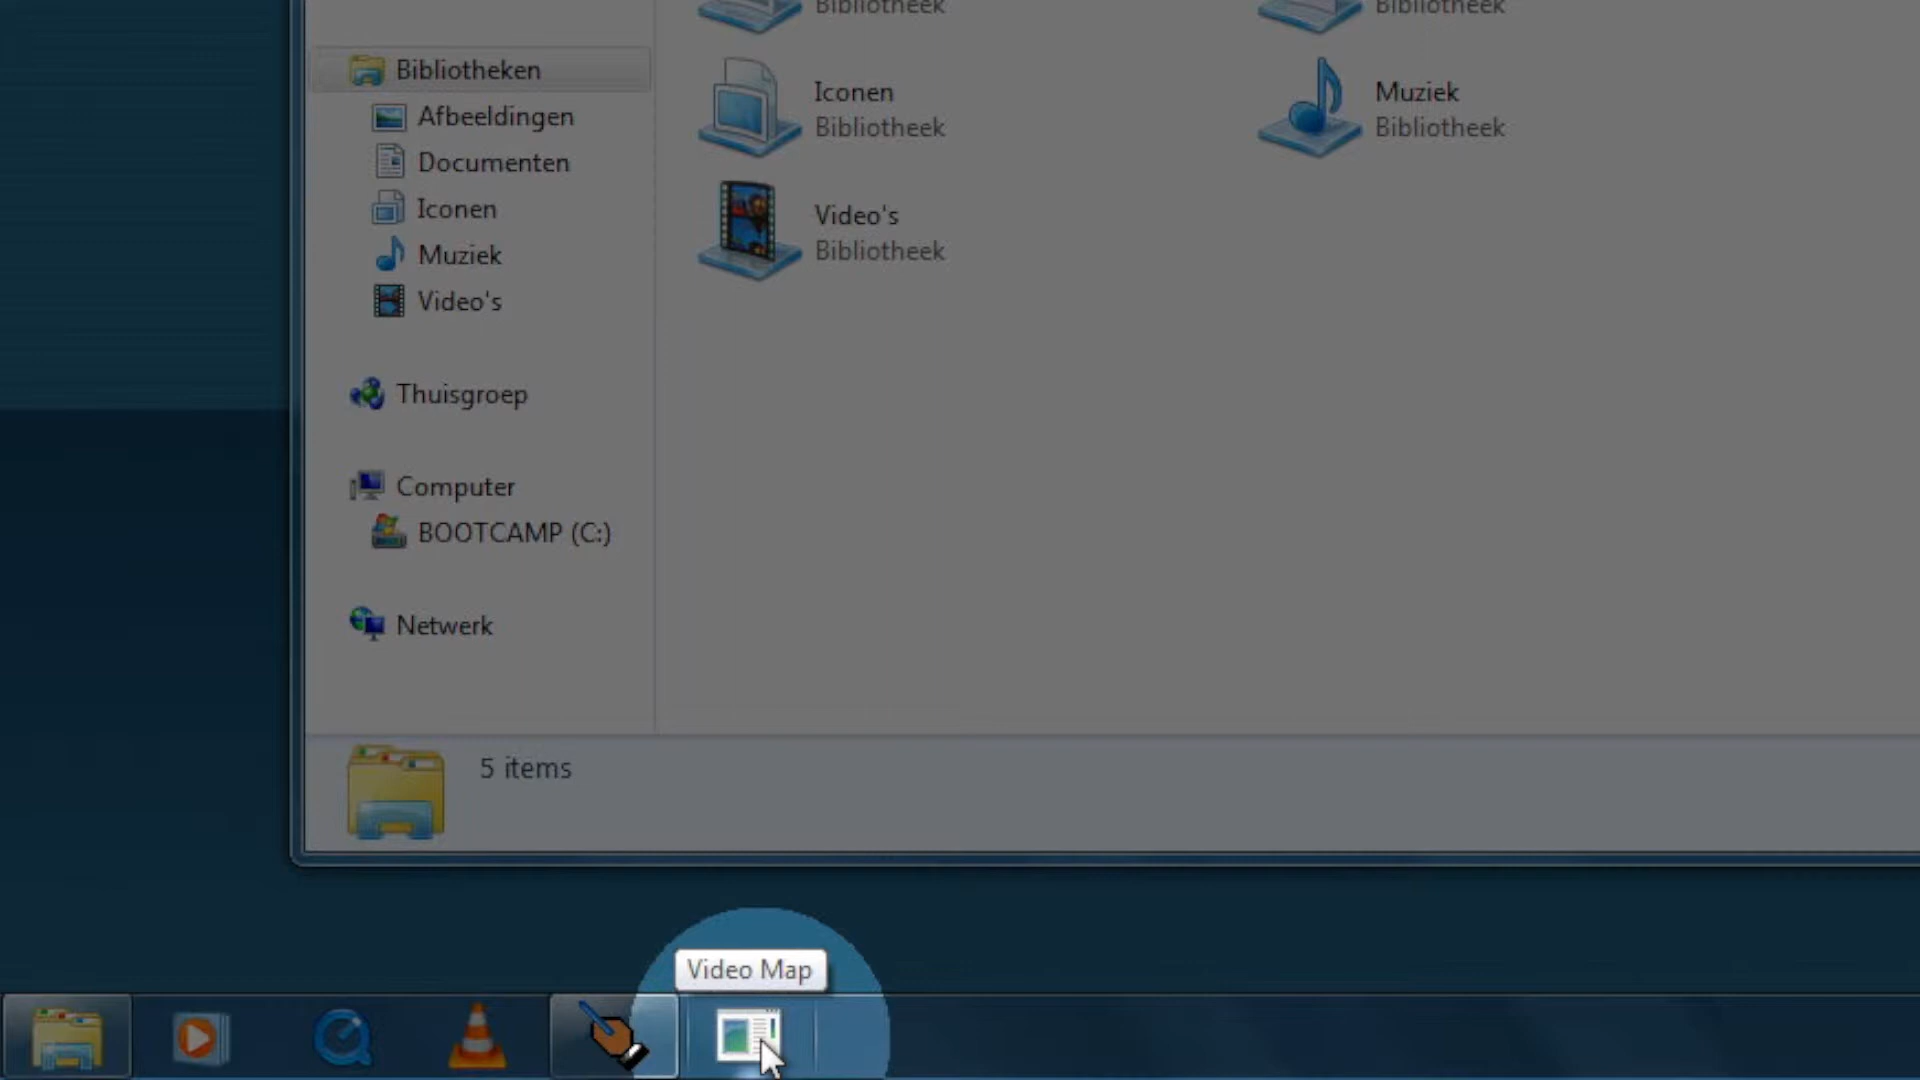 Bibliotheek
Bibliotheek
Bibliotheken
Afbeeldingen
Documenten
Iconen
Muziek
Video's
Thuisgroep
Computer
BOOTCAMP (C:)
Netwerk
Iconen
Bibliotheek
Muziek
Bibliotheek
Video's
Bibliotheek
5 items
Video Map